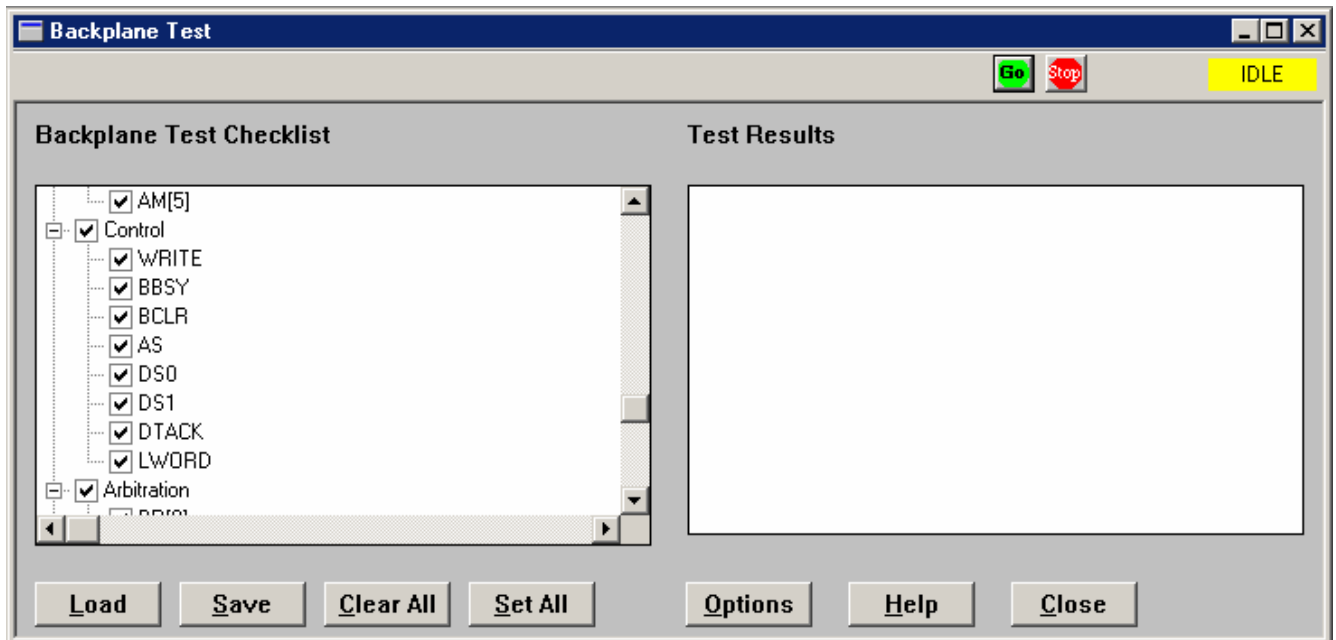 Backplane Test
Go Stop IDLE
Backplane Test Checklist
Test Results
AM[5]
Control
WRITE
BBSY
BCLR
AS
DS0
DS1
DTACK
LWORD
Arbitration
Load Save Clear All Set All Options Help Close